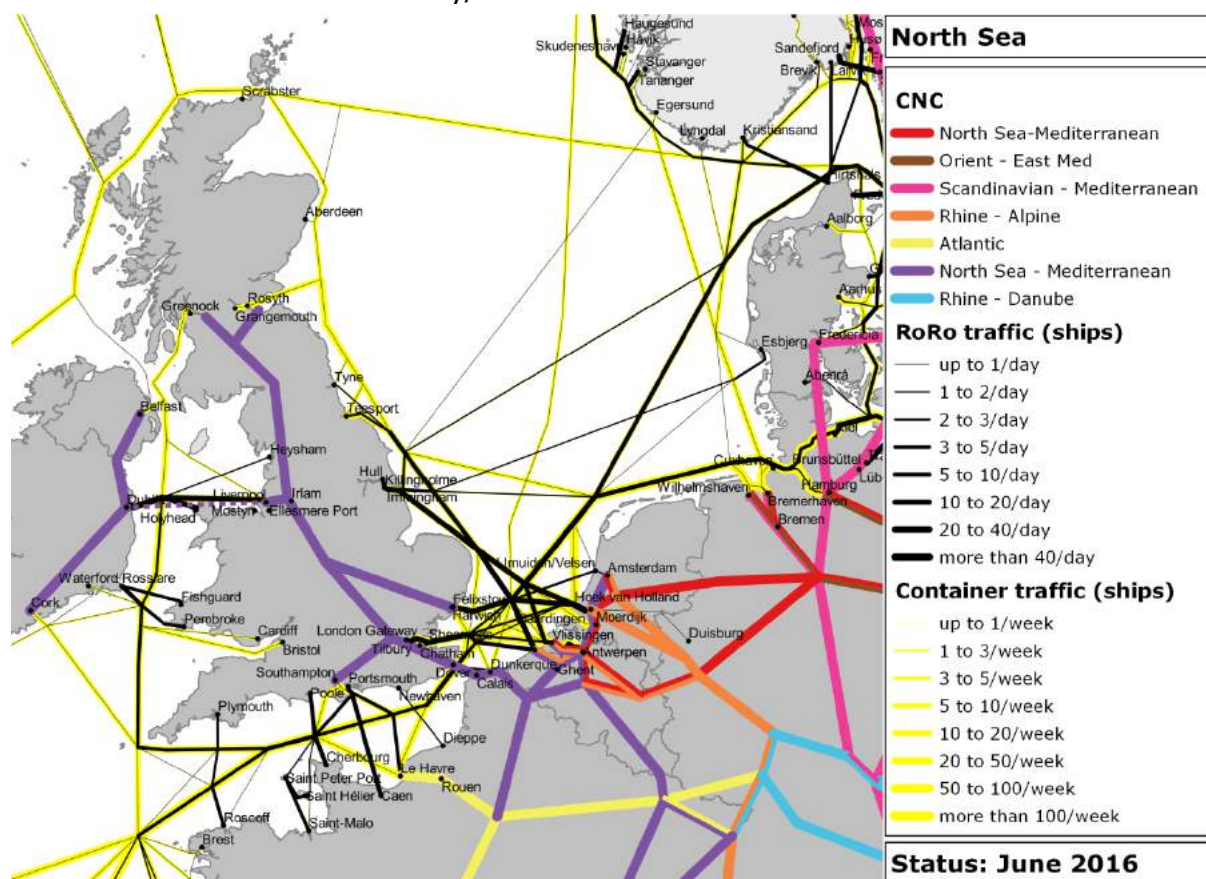 Haugesund
Håvik
Skudeneshavn
Stavanger
Tananger
Sandefjord
Brevik
Larvik
Egersund
Lyngdal
Kristiansand
Scrabster
Hirtshals
Aberdeen
Aalborg
Aarhus
Greenock
Rosyth
Grangemouth
Esbjerg
Fredericia
Abenrå
Tyne
Teesport
Belfast
Heysham
Cuxhaven
Brunsbüttel
Hull
Killingholme
Immingham
Wilhelmshaven
Hamburg
Bremerhaven
Bremen
Dublin
Liverpool
Irlam
Holyhead
Mostyn
Ellesmere Port
IJmuiden/Velsen
Amsterdam
Waterford
Rosslare
Fishguard
Pembroke
Cork
Felixstowe
Harwich
Hoek van Holland
Vlaardingen
Moerdijk
Duisburg
Cardiff
Bristol
London Gateway
Sheerness
Tilbury
Chatham
Vlissingen
Antwerpen
Ghent
Southampton
Portsmouth
Poole
Newhaven
Dover
Calais
Dunkerque
Plymouth
Dieppe
Cherbourg
Le Havre
Rouen
Saint Peter Port
Saint Hélier
Caen
Roscoff
Saint-Malo
Brest
North Sea
CNC
North Sea-Mediterranean
Orient - East Med
Scandinavian - Mediterranean
Rhine - Alpine
Atlantic
North Sea - Mediterranean
Rhine - Danube
RoRo traffic (ships)
up to 1/day
1 to 2/day
2 to 3/day
3 to 5/day
5 to 10/day
10 to 20/day
20 to 40/day
more than 40/day
Container traffic (ships)
up to 1/week
1 to 3/week
3 to 5/week
5 to 10/week
10 to 20/week
20 to 50/week
50 to 100/week
more than 100/week
Status: June 2016